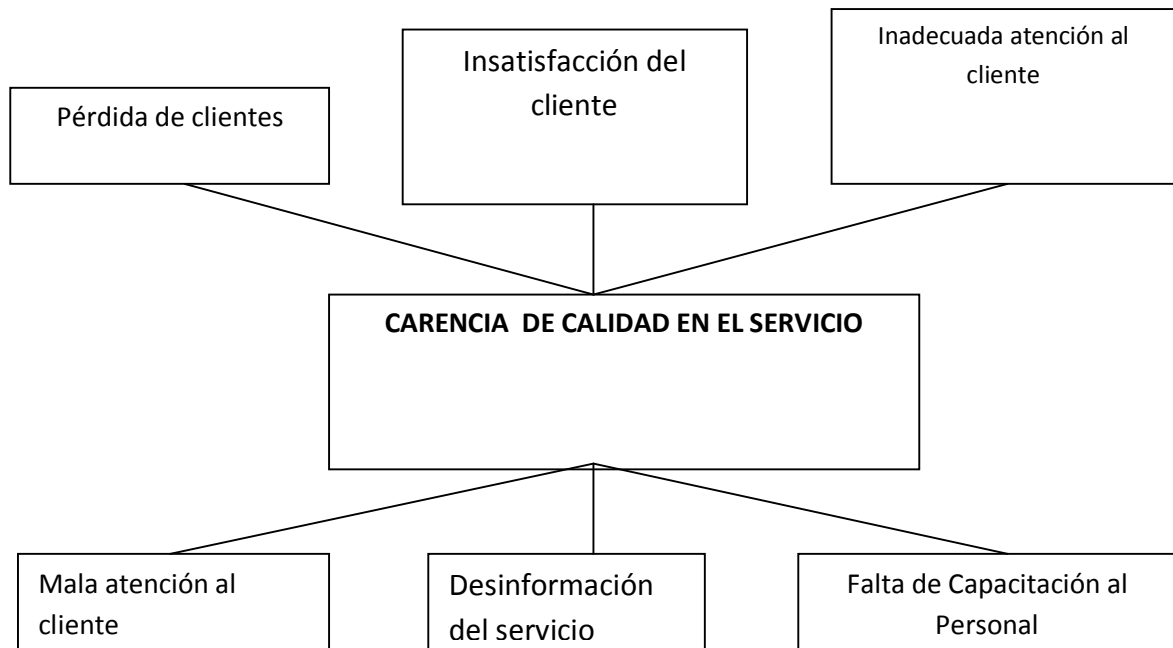 Pérdida de clientes
Insatisfacción del
cliente
Inadecuada atención al
cliente
CARENCIA DE CALIDAD EN EL SERVICIO
Mala atención al
cliente
Desinformación
del servicio
Falta de Capacitación al
Personal